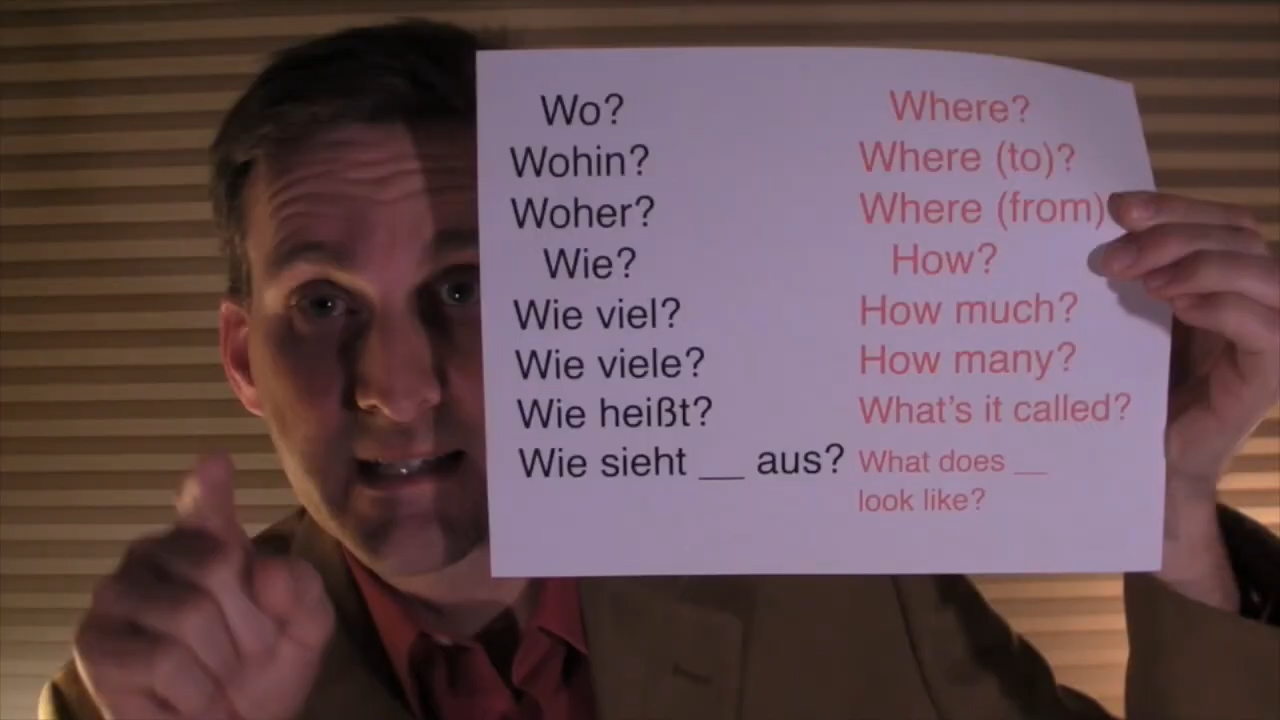 Wo? Where?
Wohin? Where (to)?
Woher? Where (from)
Wie? How?
Wie viel? How much?
Wie viele? How many?
Wie heißt? What's it called?
Wie sieht __ aus? What does __
look like?